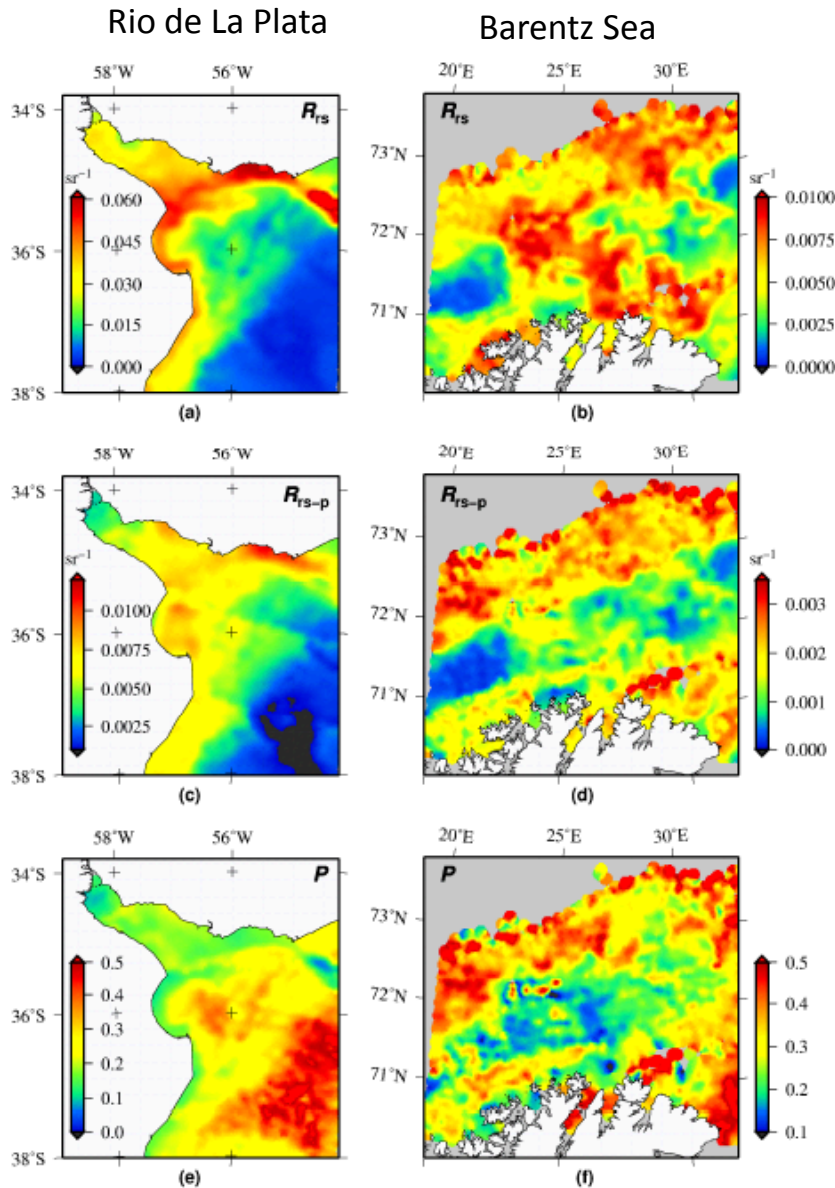 Rio de La Plata
Barentz Sea
58°W 56°W
34°S
36°S
38°S
R_rs
sr⁻¹
0.060
0.045
0.030
0.015
0.000
(a)
20°E 25°E 30°E
73°N
72°N
71°N
R_rs
sr⁻¹
0.0100
0.0075
0.0050
0.0025
0.0000
(b)
58°W 56°W
34°S
36°S
38°S
R_rs-p
sr⁻¹
0.0100
0.0075
0.0050
0.0025
(c)
20°E 25°E 30°E
73°N
72°N
71°N
R_rs-p
sr⁻¹
0.003
0.002
0.001
0.000
(d)
58°W 56°W
34°S
36°S
38°S
P
0.5
0.4
0.3
0.2
0.1
0.0
(e)
20°E 25°E 30°E
73°N
72°N
71°N
P
0.5
0.4
0.3
0.2
0.1
(f)